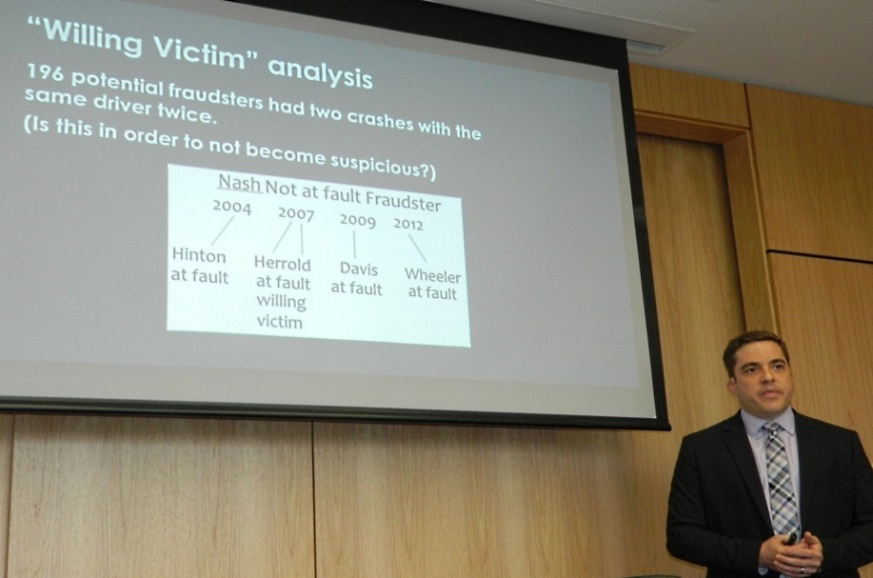 “Willing Victim” analysis
196 potential fraudsters had two crashes with the
same driver twice.
(Is this in order to not become suspicious?)
Nash Not at fault Fraudster
2004 2007 2009 2012
Hinton
at fault
Herrold
at fault
willing
victim
Davis
at fault
Wheeler
at fault